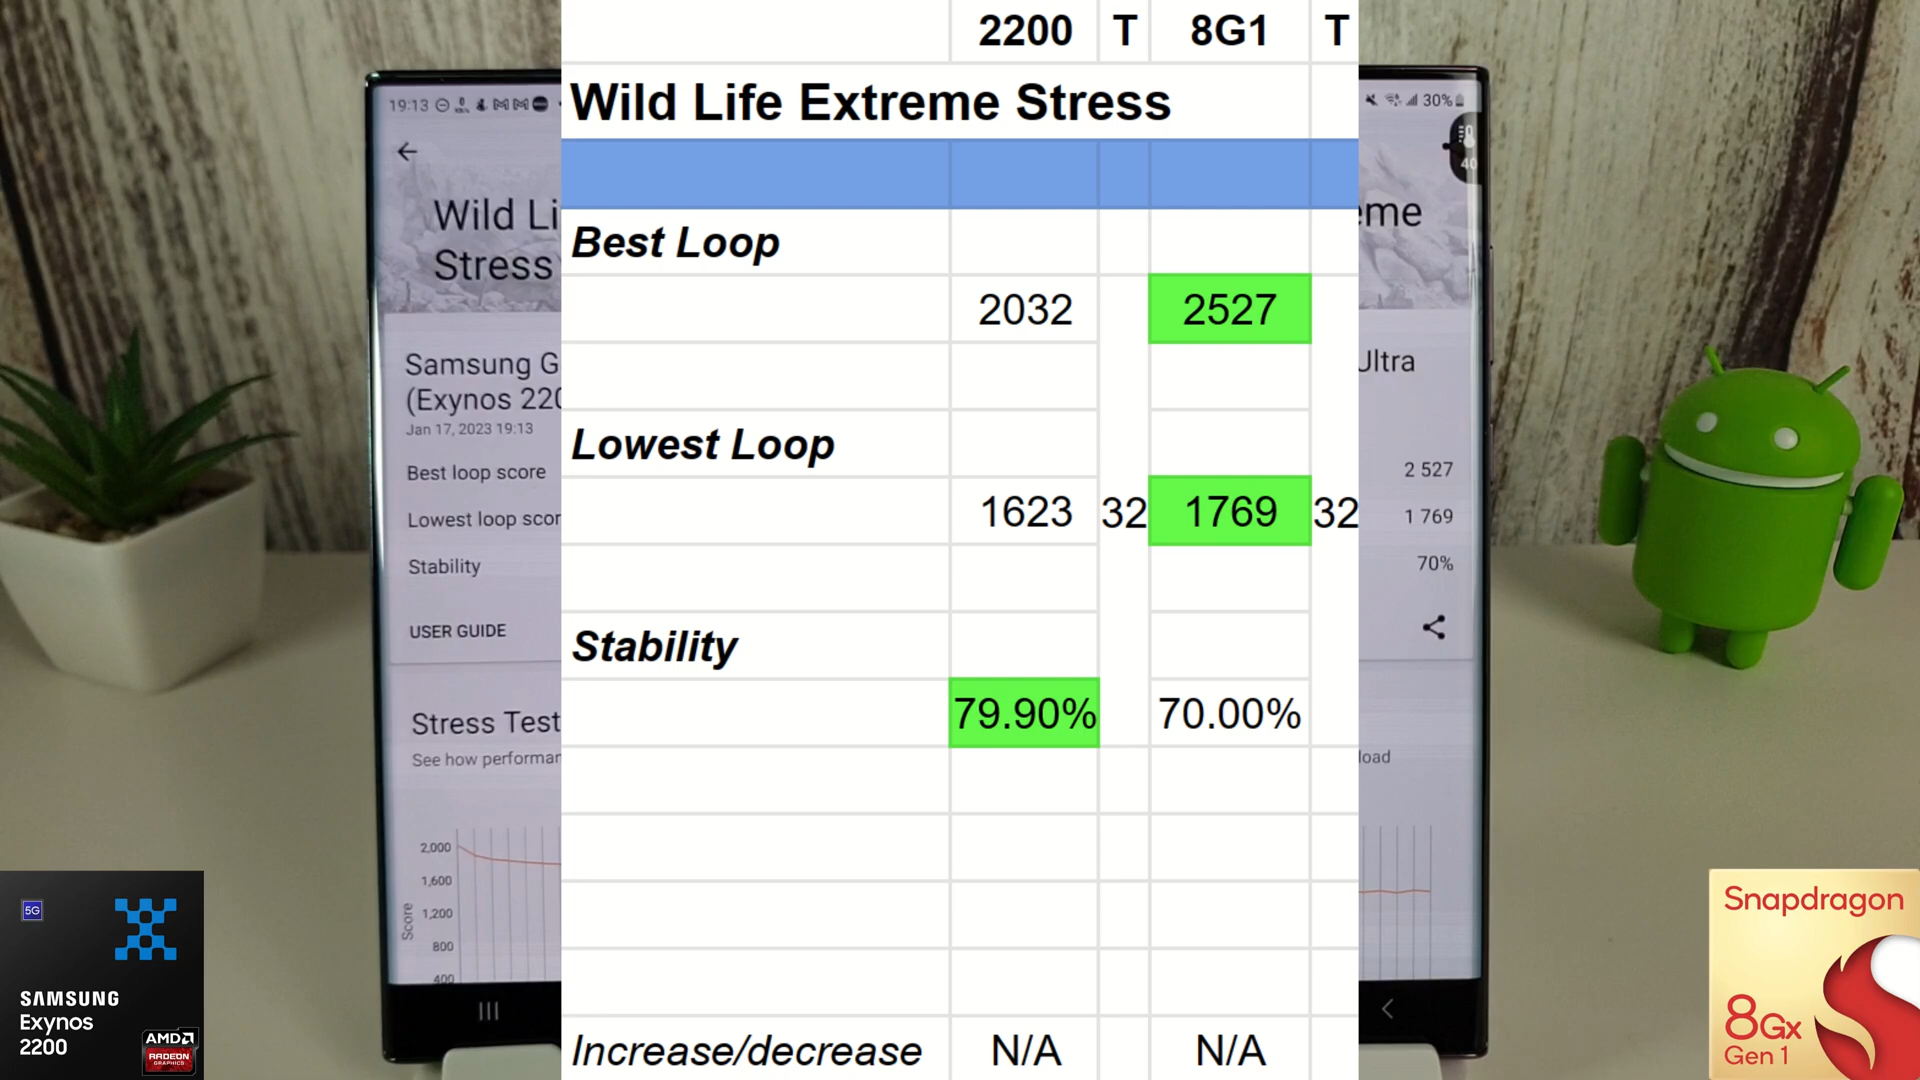 2200 T 8G1 T
Wild Life Extreme Stress
Best Loop
2032 2527
Lowest Loop
1623 32 1769 32
Stability
79.90% 70.00%
Increase/decrease N/A N/A
19:13
Wild Li
Stress
Samsung G
(Exynos 220
Jan 17, 2023 19:13
Best loop score
Lowest loop scor
Stability
USER GUIDE
Stress Test
See how performan
2,000
1,600
1,200
800
400
Score
30%
40
eme
Ultra
2 527
1 769
70%
load
5G
SAMSUNG
Exynos
2200
AMD
RADEON
GRAPHICS
Snapdragon
8Gx
Gen 1